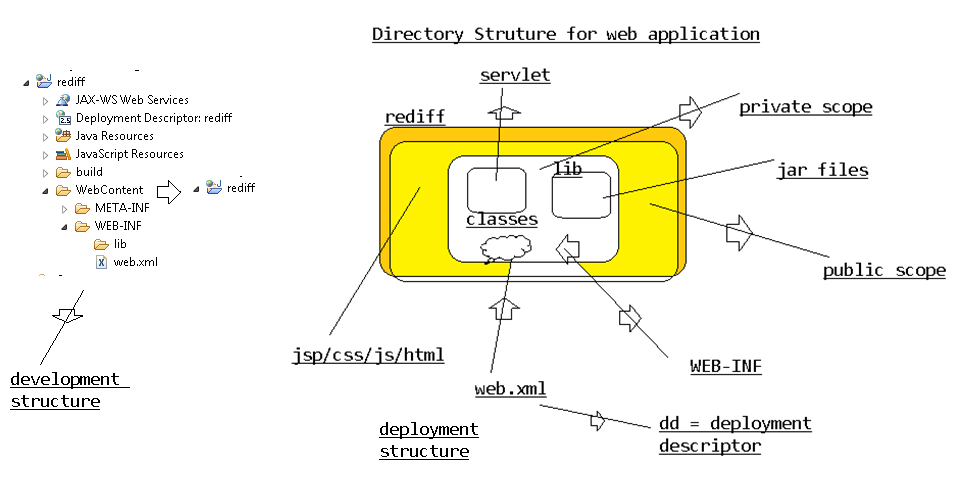 Directory Struture for web application
rediff
JAX-WS Web Services
Deployment Descriptor: rediff
Java Resources
JavaScript Resources
build
WebContent
rediff
META-INF
WEB-INF
lib
web.xml
development
structure
servlet
rediff
private scope
lib
jar files
classes
public scope
jsp/css/js/html
WEB-INF
web.xml
deployment
structure
dd = deployment
descriptor